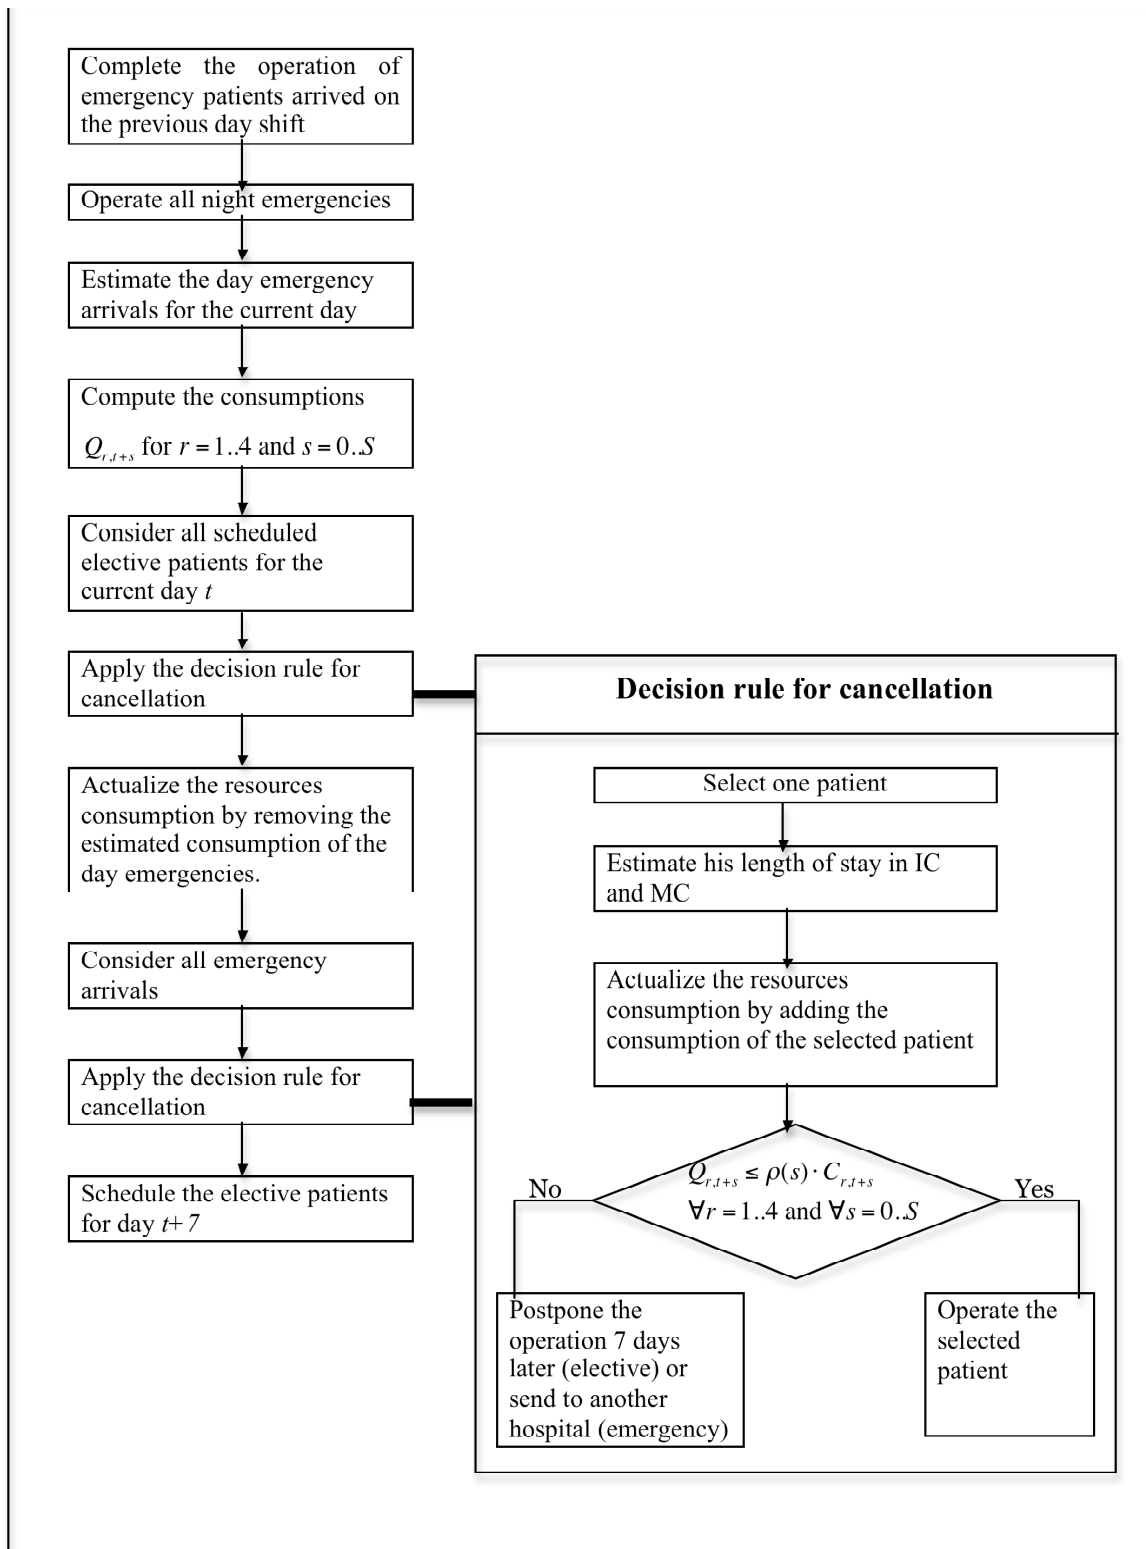 Complete the operation of
emergency patients arrived on
the previous day shift
Operate all night emergencies
Estimate the day emergency
arrivals for the current day
Compute the consumptions
Q_{r,t+s} for r = 1..4 and s = 0..S
Consider all scheduled
elective patients for the
current day t
Apply the decision rule for
cancellation
Actualize the resources
consumption by removing the
estimated consumption of the
day emergencies.
Consider all emergency
arrivals
Apply the decision rule for
cancellation
Schedule the elective patients
for day t+ 7
Decision rule for cancellation
Select one patient
Estimate his length of stay in IC
and MC
Actualize the resources
consumption by adding the
consumption of the selected patient
Q_{r,t+s} ≤ ρ(s) · C_{r,t+s}
∀r = 1..4 and ∀s = 0..S
No
Yes
Postpone the
operation 7 days
later (elective) or
send to another
hospital (emergency)
Operate the
selected
patient